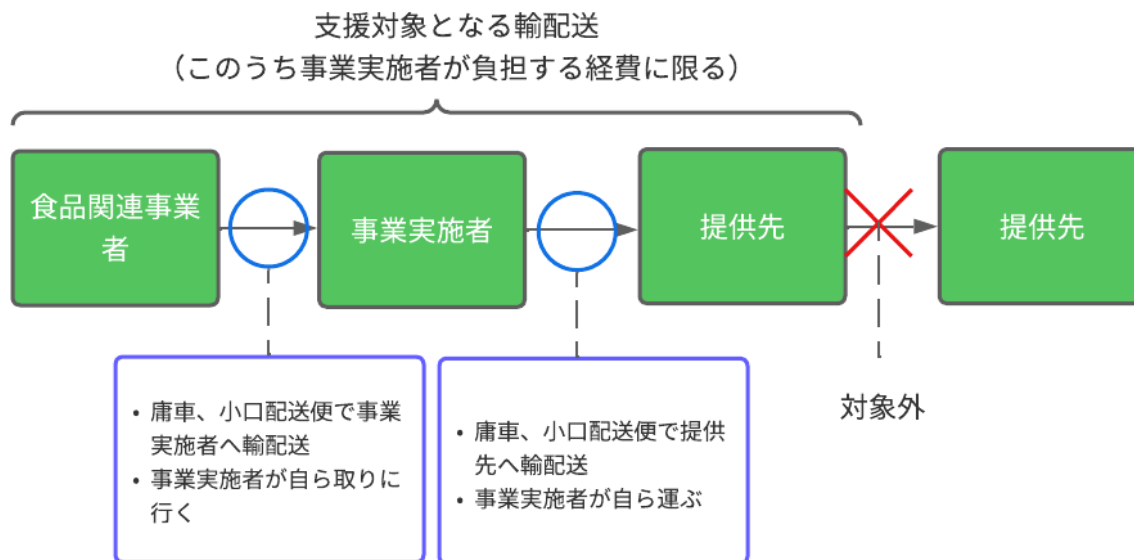 支援対象となる輸配送
（このうち事業実施者が負担する経費に限る）
食品関連事業
者
事業実施者
提供先
提供先
対象外
• 庸車、小口配送便で事業
実施者へ輸配送
• 事業実施者が自ら取りに
行く
• 庸車、小口配送便で提供
先へ輸配送
• 事業実施者が自ら運ぶ